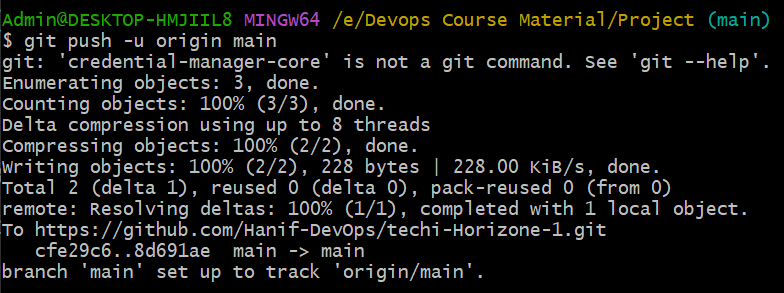 Admin@DESKTOP-HMJIIL8 MINGW64 /e/Devops Course Material/Project (main)
$ git push -u origin main
git: 'credential-manager-core' is not a git command. See 'git --help'.
Enumerating objects: 3, done.
Counting objects: 100% (3/3), done.
Delta compression using up to 8 threads
Compressing objects: 100% (2/2), done.
Writing objects: 100% (2/2), 228 bytes | 228.00 KiB/s, done.
Total 2 (delta 1), reused 0 (delta 0), pack-reused 0 (from 0)
remote: Resolving deltas: 100% (1/1), completed with 1 local object.
To https://github.com/Hanif-DevOps/techi-Horizone-1.git
   cfe29c6..8d691ae  main -> main
branch 'main' set up to track 'origin/main'.